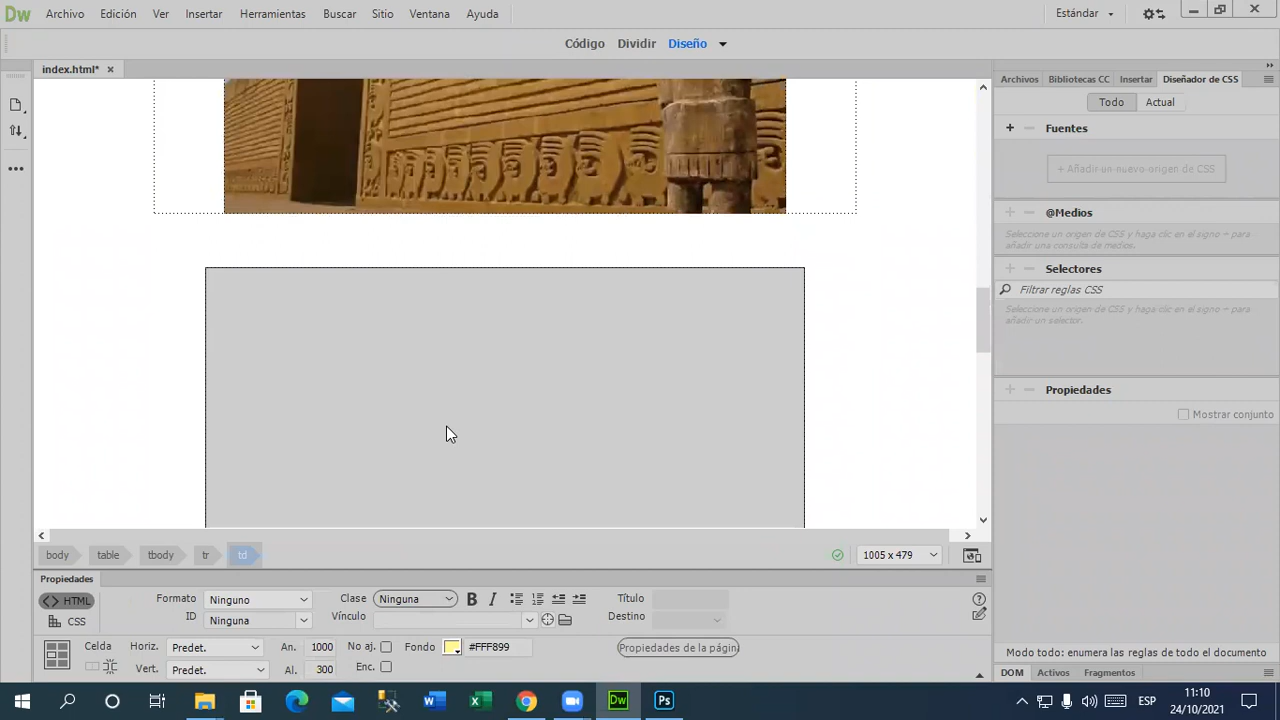 Dw Archivo Edición Ver Insertar Herramientas Buscar Sitio Ventana Ayuda Estándar
Código Dividir Diseño
index.html* ×
Archivos Bibliotecas CC Insertar Diseñador de CSS
Todo Actual
+ − Fuentes
+ Añadir un nuevo origen de CSS
+ − @Medios
Seleccione un origen de CSS y haga clic en el signo + para
añadir una consulta de medios.
+ − Selectores
Filtrar reglas CSS
Seleccione un origen de CSS y haga clic en el signo + para
añadir un selector.
+ − Propiedades
Mostrar conjunto
body table tbody tr td 1005 x 479
Propiedades
<> HTML Formato Ninguno Clase Ninguna B I Título
CSS ID Ninguna Vínculo Destino
Celda Horiz. Predet. An. 1000 No aj. Fondo #FFF899 Propiedades de la págin
Vert. Predet. Al. 300 Enc.
Modo todo: enumera las reglas de todo el documento
DOM Activos Fragmentos
W X Dw Ps ESP 11:10
24/10/2021